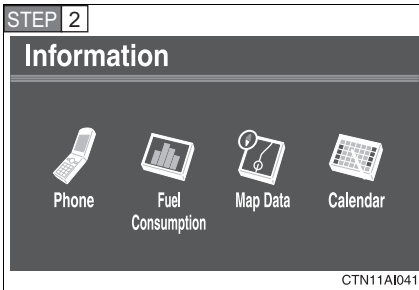 STEP 2
Information
Phone
Fuel
Consumption
Map Data
Calendar
CTN11AI041